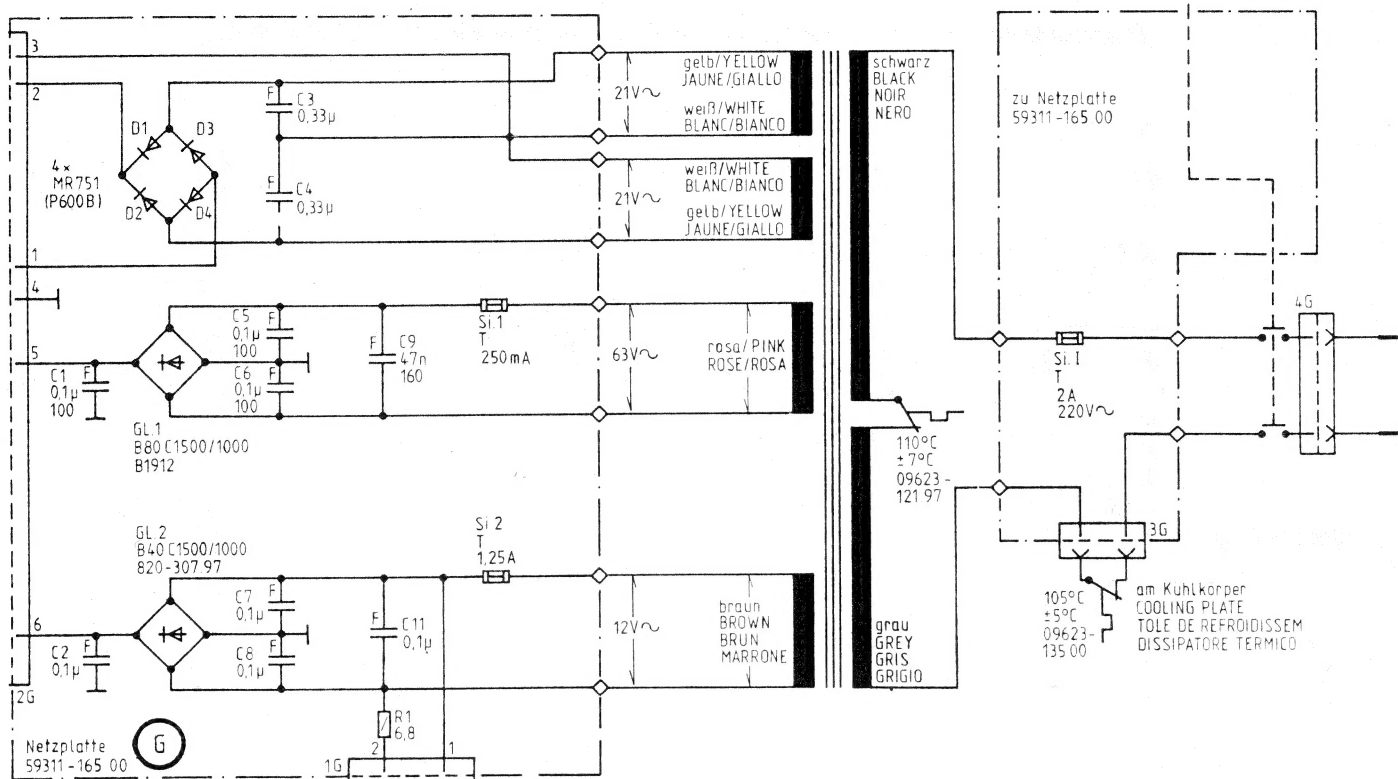 3
2
4 ×
MR751
(P600B)
D1
D3
D2
D4
F
C3
0,33µ
F
C4
0,33µ
21V~
gelb/YELLOW
JAUNE/GIALLO
weiß/WHITE
BLANC/BIANCO
21V~
weiß/WHITE
BLANC/BIANCO
gelb/YELLOW
JAUNE/GIALLO
schwarz
BLACK
NOIR
NERO
zu Netzplatte
59311-165 00
1
4
5
F
C1
0,1µ
100
C5
0,1µ
100
F
C6
0,1µ
100
F
F
C9
47n
160
Si.1
T
250mA
63V~
rosa/PINK
ROSE/ROSA
GL.1
B80 C1500/1000
B1912
110°C
±7°C
09623-
121 97
Si. I
T
2A
220V~
4G
3G
105°C
±5°C
09623-
135 00
am Kuhlkörper
COOLING PLATE
TOLE DE REFROIDISSEM
DISSIPATORE TERMICO
GL.2
B40 C1500/1000
820-307.97
Si 2
T
1,25A
6
F
C2
0,1µ
C7
0,1µ
F
C8
0,1µ
F
F
C11
0,1µ
12V~
braun
BROWN
BRUN
MARRONE
grau
GREY
GRIS
GRIGIO
2G
R1
6,8
2
1
1G
Netzplatte
59311-165 00
G